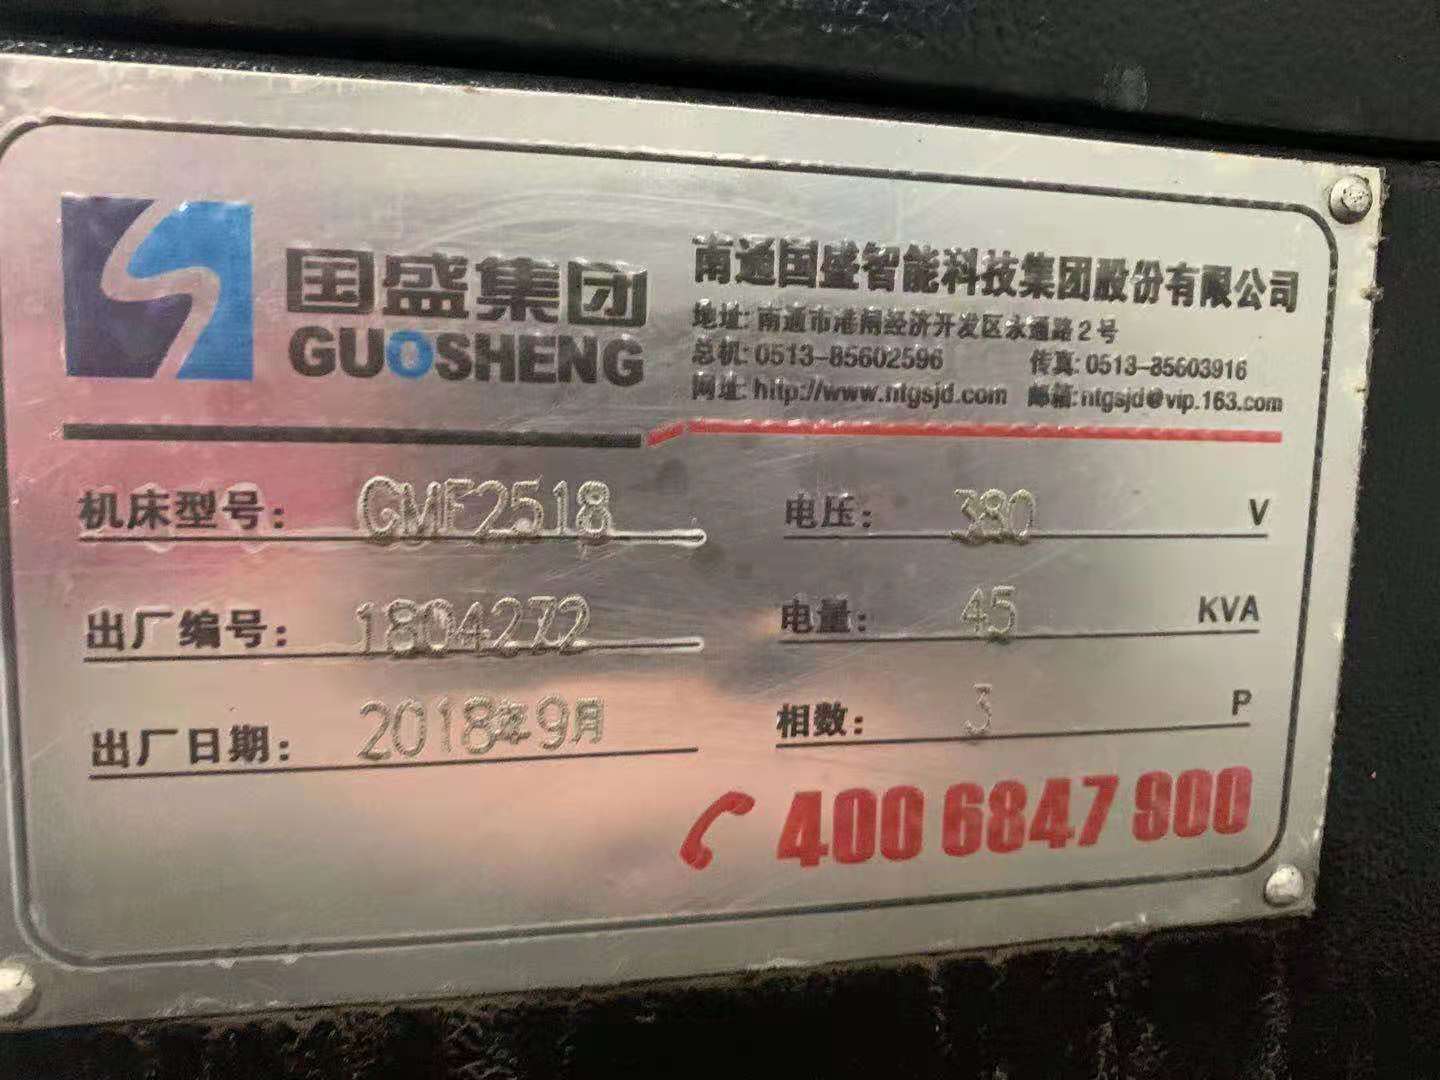 国盛集团
GUOSHENG
南通国盛智能科技集团股份有限公司
地址:南通市港闸经济开发区永通路2号
总机:0513-85602596 传真:0513-85603916
网址:http://www.ntgsjd.com 邮箱:ntgsjd@vip.163.com
机床型号: GMF2518 电压: 380 V
出厂编号: 1804272 电量: 45 KVA
出厂日期: 2018年9月 相数: 3 P
400 6847 900